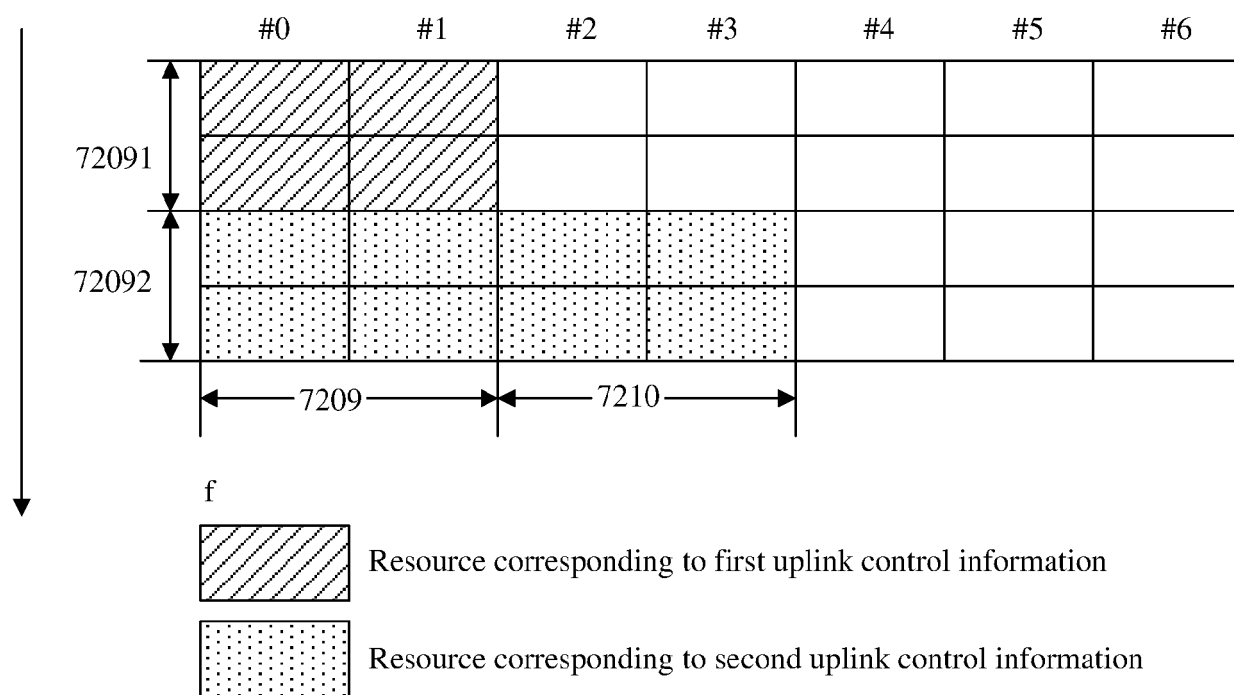 #0 #1 #2 #3 #4 #5 #6
72091
72092
7209 7210
f
Resource corresponding to first uplink control information
Resource corresponding to second uplink control information